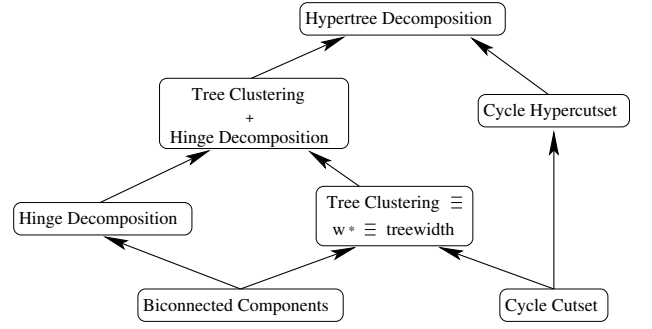 Hypertree Decomposition
Tree Clustering
+
Hinge Decomposition
Cycle Hypercutset
Hinge Decomposition
Tree Clustering ≡
w* ≡ treewidth
Biconnected Components
Cycle Cutset